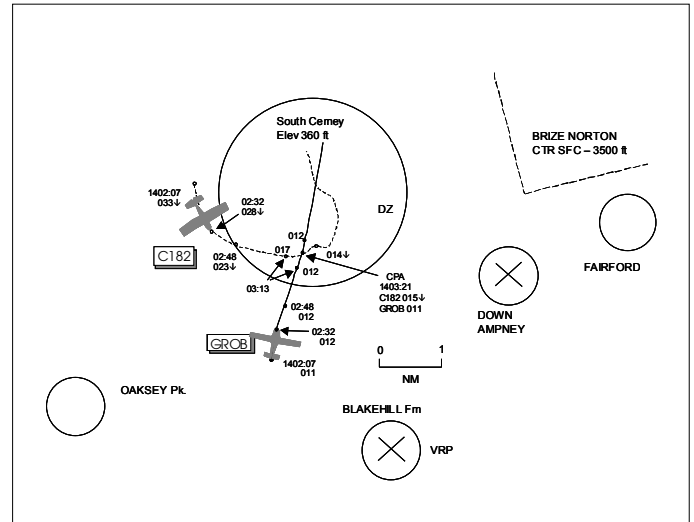 South Cerney
Elev 360 ft
BRIZE NORTON
CTR SFC – 3500 ft
1402:07
033↓
02:32
028↓
DZ
C182
02:48
023↓
012
017
014↓
012
03:13
CPA
1403:21
C182 015↓
GROB 011
FAIRFORD
DOWN
AMPNEY
02:48
012
02:32
012
GROB
1402:07
011
0 1
NM
OAKSEY Pk.
BLAKEHILL Fm
VRP